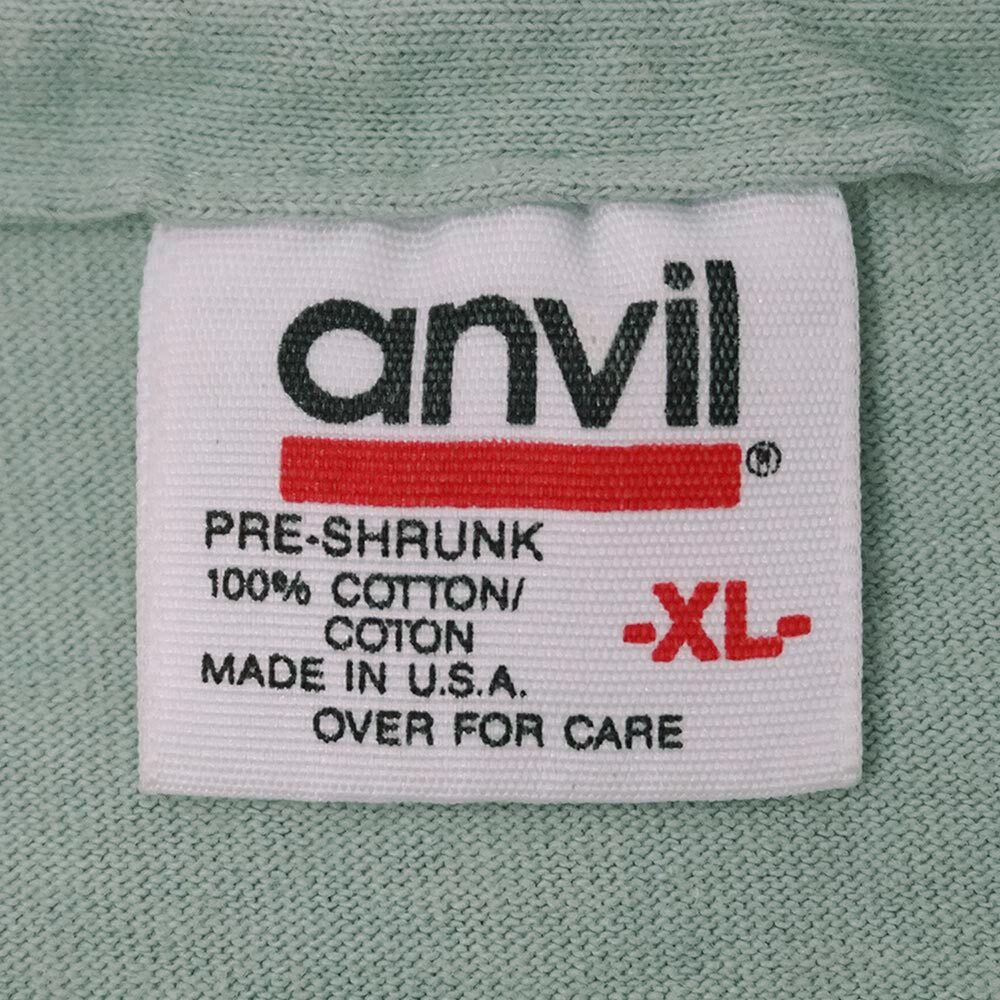 anvil®
PRE-SHRUNK
100% COTTON/
COTON
-XL-
MADE IN U.S.A.
OVER FOR CARE